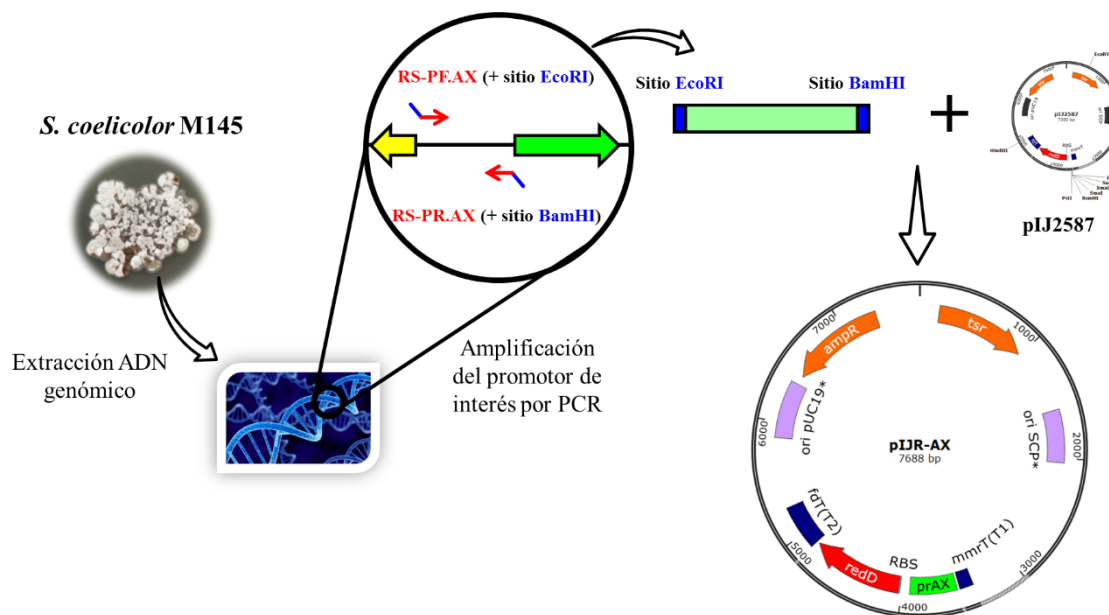 S. coelicolor M145
Extracción ADN
genómico
RS-PF.AX (+ sitio EcoRI)
RS-PR.AX (+ sitio BamHI)
Amplificación
del promotor de
interés por PCR
Sitio EcoRI
Sitio BamHI
+
pIJ2587
HindIII
RBS
PstI
BamHI
SmaI
pIJ2587
ampR
tsr
ori pUC19*
ori SCP*
pIJR-AX
7688 bp
fdT(T2)
redD
RBS
prAX
mmrT(T1)
1000
2000
3000
4000
5000
6000
7000